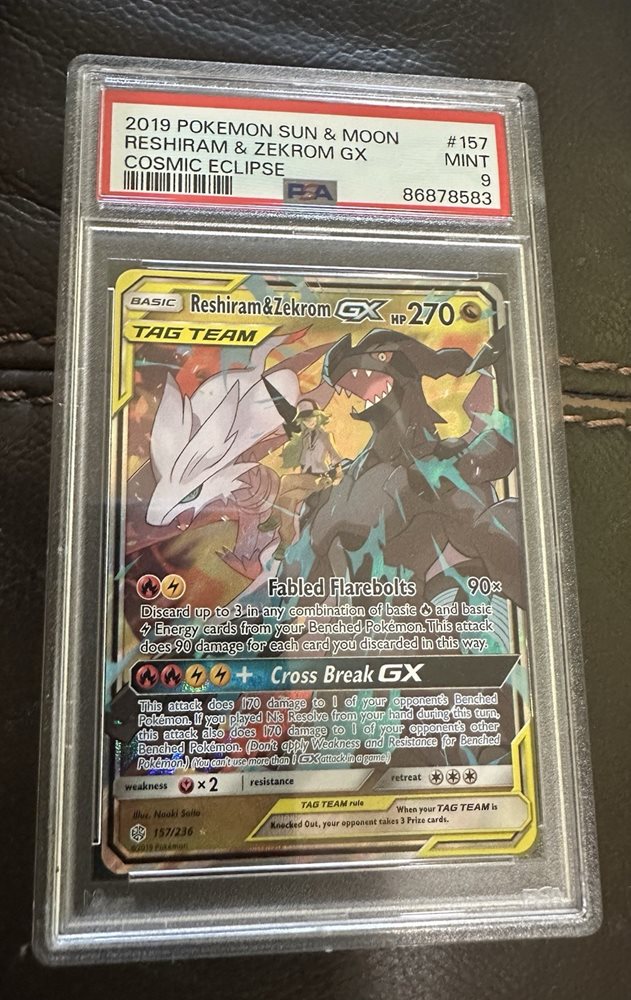 2019 POKEMON SUN & MOON #157
RESHIRAM & ZEKROM GX MINT
COSMIC ECLIPSE 9
PSA 86878583
BASIC Reshiram&Zekrom GX HP 270
TAG TEAM
Fabled Flarebolts 90×
Discard up to 3 in any combination of basic and basic
Energy cards from your Benched Pokémon. This attack
does 90 damage for each card you discarded in this way.
+ Cross Break GX
This attack does 170 damage to 1 of your opponent's Benched
Pokémon. If you played N's Resolve from your hand during this turn,
this attack also does 170 damage to 1 of your opponent's other
Benched Pokémon. (Don't apply Weakness and Resistance for Benched
Pokémon.) (You can't use more than 1 GX attack in a game.)
weakness ×2 resistance retreat
TAG TEAM rule When your TAG TEAM is
Knocked Out, your opponent takes 3 Prize cards.
Illus. Naoki Saito
157/236
©2019 Pokémon